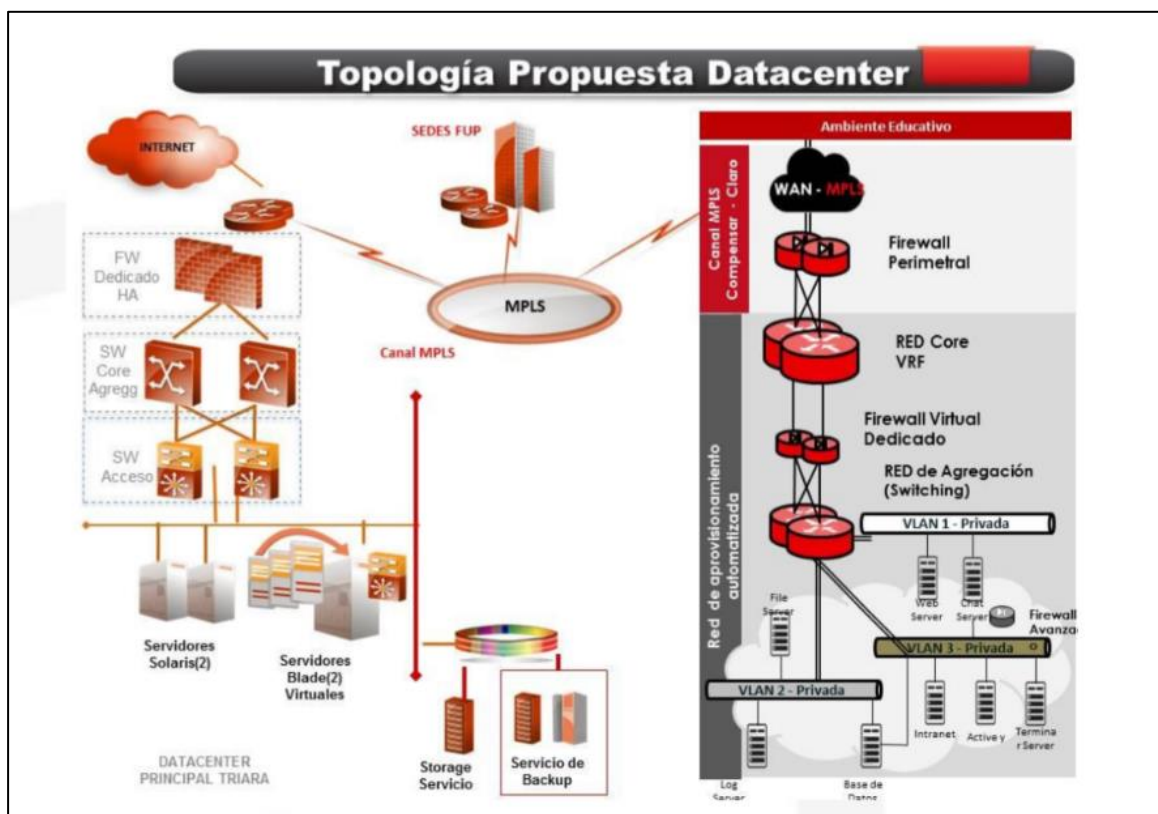 Topología Propuesta Datacenter
INTERNET
FW
Dedicado
HA
SW
Core
Agregg
SW
Acceso
Servidores
Solaris(2)
Servidores
Blade(2)
Virtuales
DATACENTER
PRINCIPAL TRIARA
SEDES FUP
MPLS
Canal MPLS
Storage
Servicio
Servicio de
Backup
Ambiente Educativo
Canal MPLS
Compensar - Claro
WAN - MPLS
Firewall
Perimetral
Red de aprovisionamiento
automatizada
RED Core
VRF
Firewall Virtual
Dedicado
RED de Agregación
(Switching)
VLAN 1 - Privada
Web
Server
Chat
Server
File
Server
Firewall
Avanza
VLAN 3 - Privada
VLAN 2 - Privada
Intranet
Active y
Termina
r Server
Log
Server
Base de
Datos